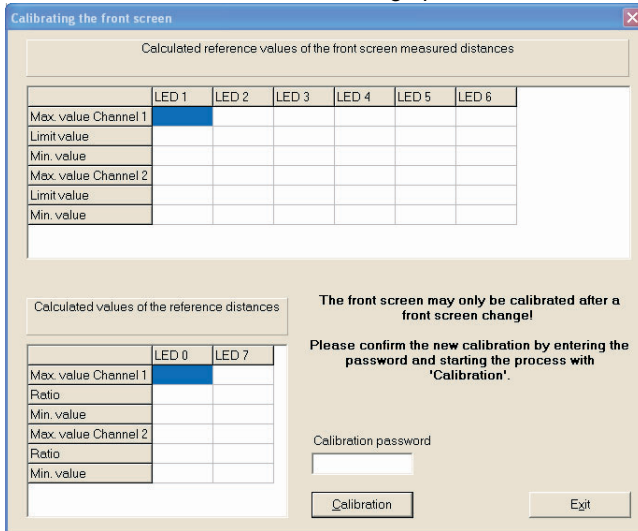 Calibrating the front screen
Calculated reference values of the front screen measured distances
LED 1 LED 2 LED 3 LED 4 LED 5 LED 6
Max. value Channel 1
Limit value
Min. value
Max. value Channel 2
Limit value
Min. value
Calculated values of the reference distances
LED 0 LED 7
Max. value Channel 1
Ratio
Min. value
Max. value Channel 2
Ratio
Min. value
The front screen may only be calibrated after a
front screen change!
Please confirm the new calibration by entering the
password and starting the process with
'Calibration'.
Calibration password
Calibration
Exit